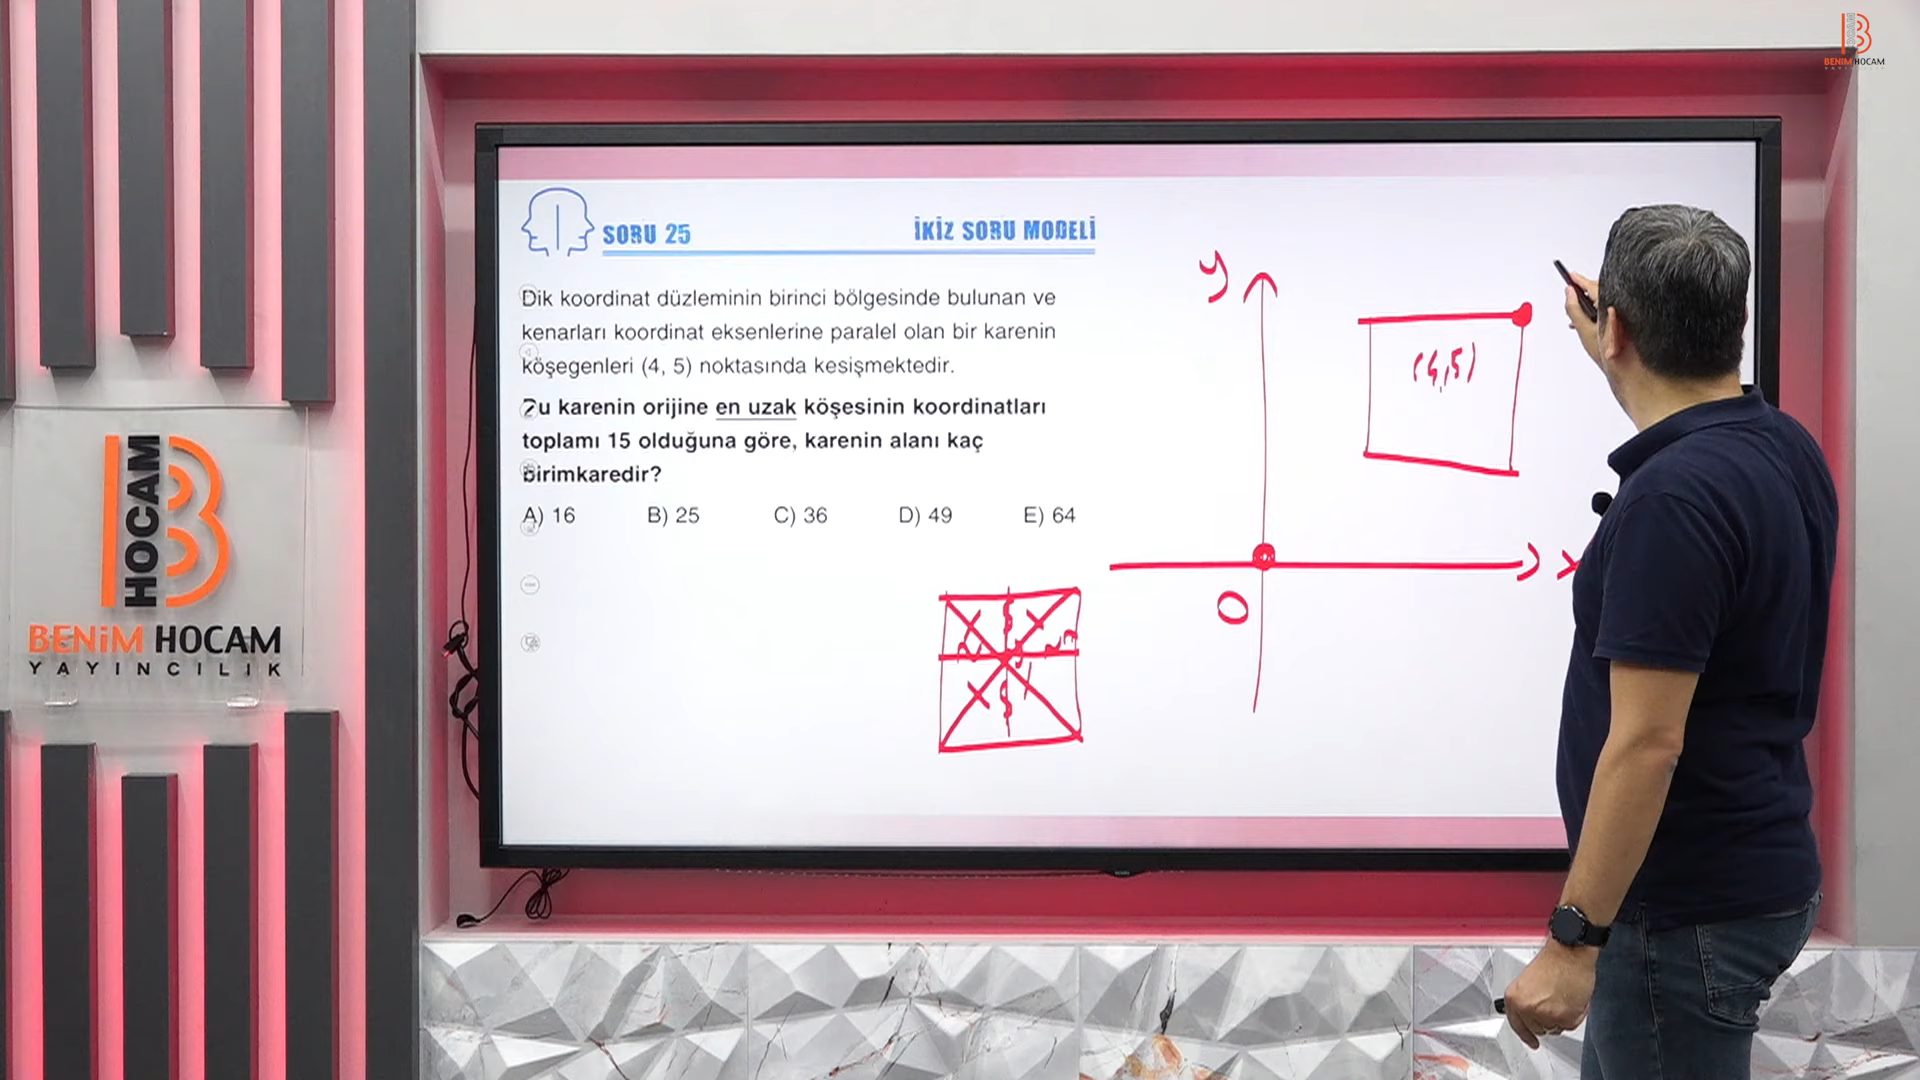 HOCAM
BENİM HOCAM
YAYINCILIK
SORU 25
İKİZ SORU MODELİ
Dik koordinat düzleminin birinci bölgesinde bulunan ve
kenarları koordinat eksenlerine paralel olan bir karenin
köşegenleri (4, 5) noktasında kesişmektedir.
Bu karenin orijine en uzak köşesinin koordinatları
toplamı 15 olduğuna göre, karenin alanı kaç
birimkaredir?
A) 16 B) 25 C) 36 D) 49 E) 64
y
(4,5)
x
O
HOCAM
BENİM HOCAM
YAYINCILIK